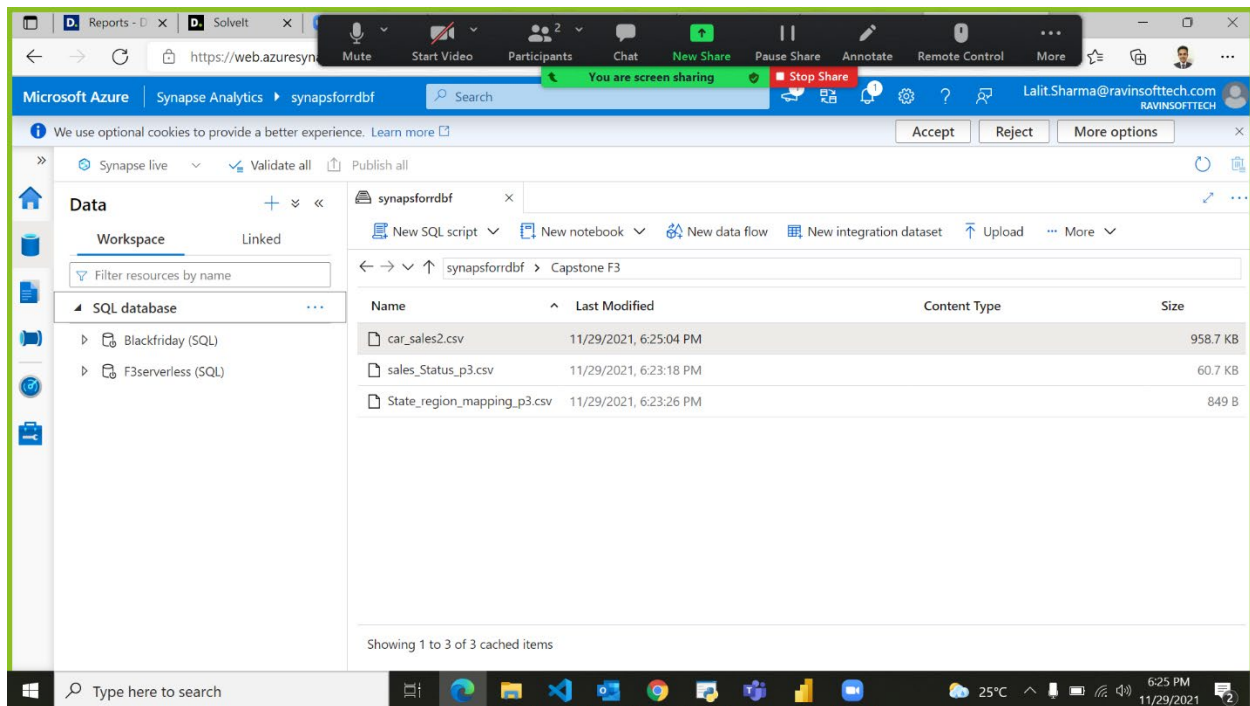 D. Reports - D
D. SolveIt
Mute
Start Video
Participants 2
Chat
New Share
Pause Share
Annotate
Remote Control
More
https://web.azuresyna
You are screen sharing
Stop Share
Microsoft Azure
Synapse Analytics
synapsforrdbf
Search
1
Lalit.Sharma@ravinsofttech.com
RAVINSOFTTECH
We use optional cookies to provide a better experience. Learn more
Accept
Reject
More options
Synapse live
Validate all
Publish all
Data
Workspace
Linked
Filter resources by name
SQL database
Blackfriday (SQL)
F3serverless (SQL)
synapsforrdbf
New SQL script
New notebook
New data flow
New integration dataset
Upload
More
synapsforrdbf > Capstone F3
Name Last Modified Content Type Size
car_sales2.csv 11/29/2021, 6:25:04 PM 958.7 KB
sales_Status_p3.csv 11/29/2021, 6:23:18 PM 60.7 KB
State_region_mapping_p3.csv 11/29/2021, 6:23:26 PM 849 B
Showing 1 to 3 of 3 cached items
Type here to search
25°C
6:25 PM
11/29/2021
2